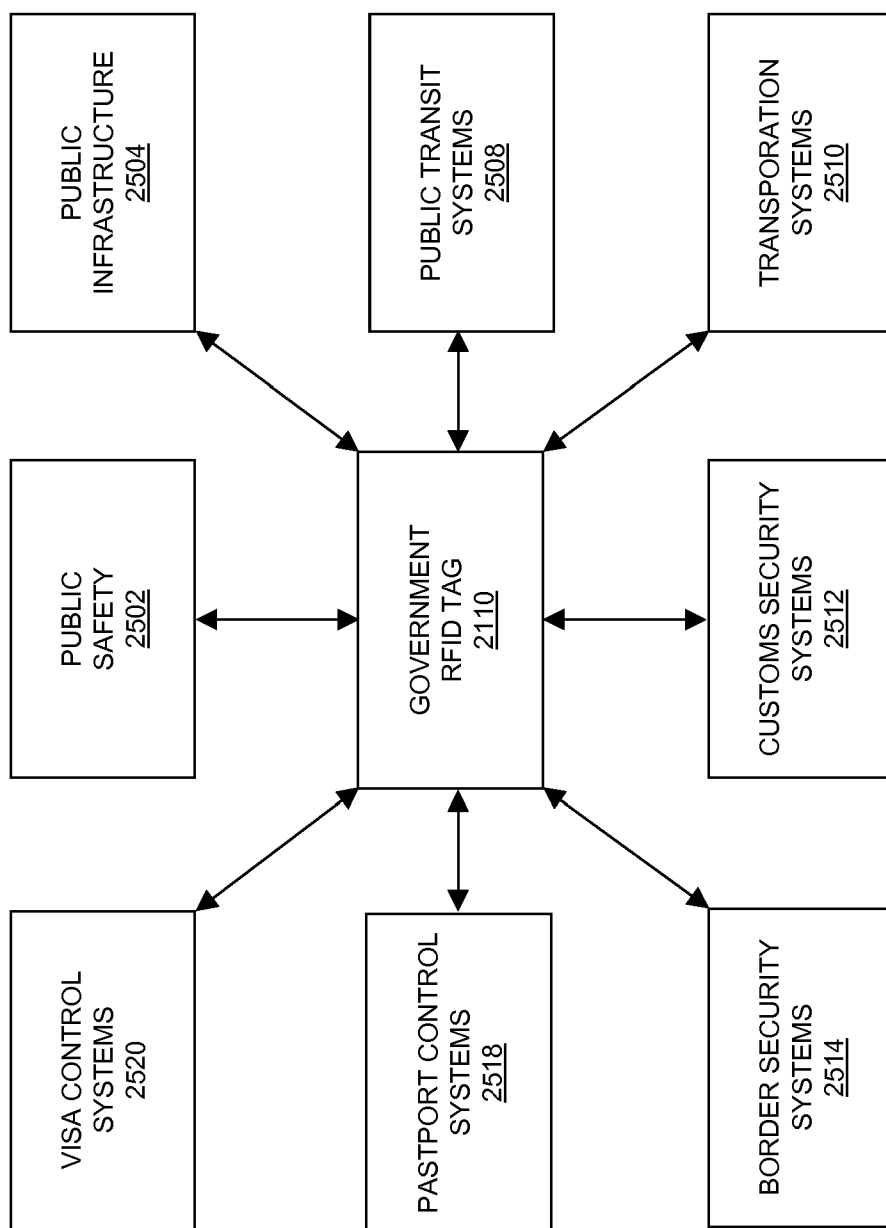 VISA CONTROL
SYSTEMS
2520
PUBLIC
SAFETY
2502
PUBLIC
INFRASTRUCTURE
2504
PASTPORT CONTROL
SYSTEMS
2518
GOVERNMENT
RFID TAG
2110
PUBLIC TRANSIT
SYSTEMS
2508
BORDER SECURITY
SYSTEMS
2514
CUSTOMS SECURITY
SYSTEMS
2512
TRANSPORATION
SYSTEMS
2510